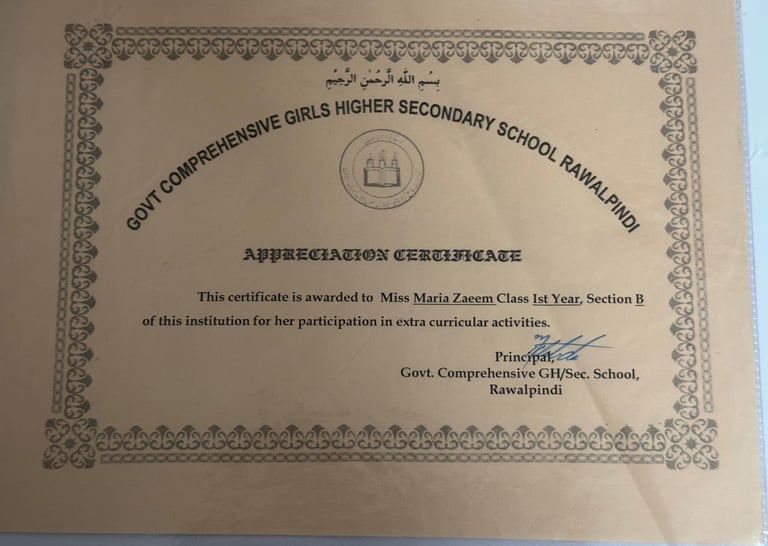 بِسْمِ اللّٰهِ الرَّحْمٰنِ الرَّحِيْمِ
GOVT COMPREHENSIVE GIRLS HIGHER SECONDARY SCHOOL RAWALPINDI
APPRECIATION CERTIFICATE
This certificate is awarded to Miss Maria Zaeem Class Ist Year, Section B
of this institution for her participation in extra curricular activities.
Principal,
Govt. Comprehensive GH/Sec. School,
Rawalpindi